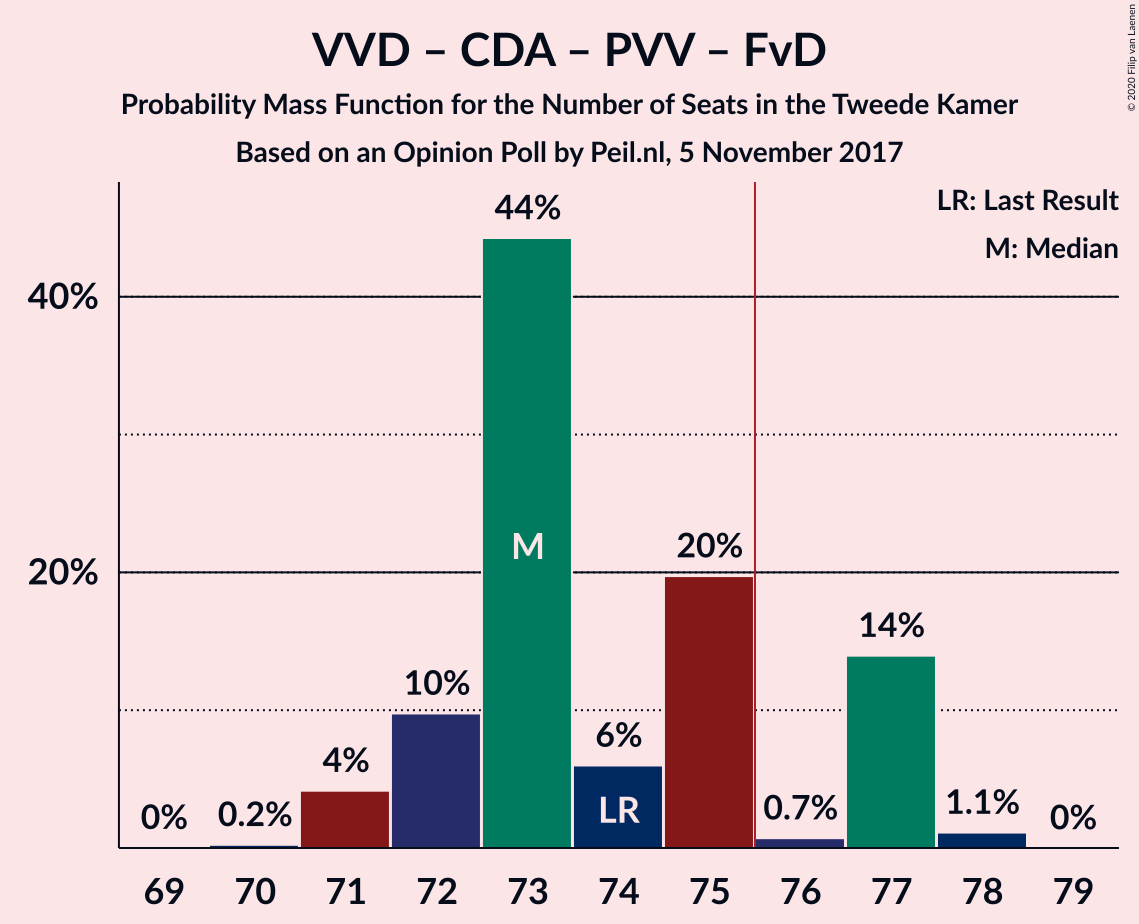 VVD – CDA – PVV – FvD
Probability Mass Function for the Number of Seats in the Tweede Kamer
Based on an Opinion Poll by Peil.nl, 5 November 2017
© 2020 Filip van Laenen
LR: Last Result
M: Median
40%
20%
0%
0.2%
4%
10%
44%
6%
20%
0.7%
14%
1.1%
0%
M
LR
69 70 71 72 73 74 75 76 77 78 79